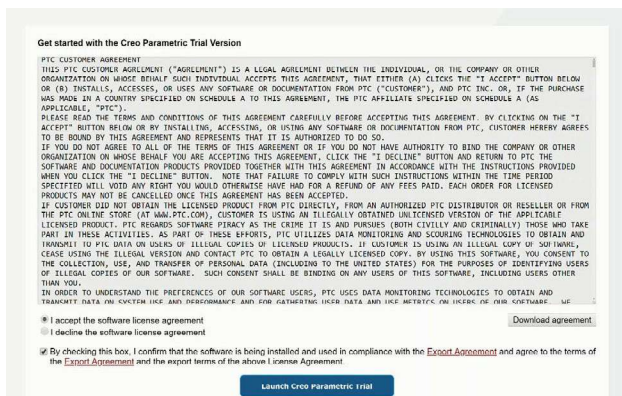 Get started with the Creo Parametric Trial Version
PTC CUSTOMER AGREEMENT
THIS PTC CUSTOMER AGREEMENT ("AGREEMENT") IS A LEGAL AGREEMENT BETWEEN THE INDIVIDUAL, OR THE COMPANY OR OTHER
ORGANIZATION ON WHOSE BEHALF SUCH INDIVIDUAL ACCEPTS THIS AGREEMENT, THAT EITHER (A) CLICKS THE "I ACCEPT" BUTTON BELOW
OR (B) INSTALLS, ACCESSES, OR USES ANY SOFTWARE OR DOCUMENTATION FROM PTC ("CUSTOMER"), AND PTC INC. OR, IF THE PURCHASE
WAS MADE IN A COUNTRY SPECIFIED ON SCHEDULE A TO THIS AGREEMENT, THE PTC AFFILIATE SPECIFIED ON SCHEDULE A (AS
APPLICABLE, "PTC").
PLEASE READ THE TERMS AND CONDITIONS OF THIS AGREEMENT CAREFULLY BEFORE ACCEPTING THIS AGREEMENT. BY CLICKING ON THE "I
ACCEPT" BUTTON BELOW OR BY INSTALLING, ACCESSING, OR USING ANY SOFTWARE OR DOCUMENTATION FROM PTC, CUSTOMER HEREBY AGREES
TO BE BOUND BY THIS AGREEMENT AND REPRESENTS THAT IT IS AUTHORIZED TO DO SO.
IF YOU DO NOT AGREE TO ALL OF THE TERMS OF THIS AGREEMENT OR IF YOU DO NOT HAVE AUTHORITY TO BIND THE COMPANY OR OTHER
ORGANIZATION ON WHOSE BEHALF YOU ARE ACCEPTING THIS AGREEMENT, CLICK THE "I DECLINE" BUTTON AND RETURN TO PTC THE
SOFTWARE AND DOCUMENTATION PRODUCTS PROVIDED TOGETHER WITH THIS AGREEMENT IN ACCORDANCE WITH THE INSTRUCTIONS PROVIDED
WHEN YOU CLICK THE "I DECLINE" BUTTON. NOTE THAT FAILURE TO COMPLY WITH SUCH INSTRUCTIONS WITHIN THE TIME PERIOD
SPECIFIED WILL VOID ANY RIGHT YOU WOULD OTHERWISE HAVE HAD FOR A REFUND OF ANY FEES PAID. EACH ORDER FOR LICENSED
PRODUCTS MAY NOT BE CANCELLED ONCE THIS AGREEMENT HAS BEEN ACCEPTED.
IF CUSTOMER DID NOT OBTAIN THE LICENSED PRODUCT FROM PTC DIRECTLY, FROM AN AUTHORIZED PTC DISTRIBUTOR OR RESELLER OR FROM
THE PTC ONLINE STORE (AT WWW.PTC.COM), CUSTOMER IS USING AN ILLEGALLY OBTAINED UNLICENSED VERSION OF THE APPLICABLE
LICENSED PRODUCT. PTC REGARDS SOFTWARE PIRACY AS THE CRIME IT IS AND PURSUES (BOTH CIVILLY AND CRIMINALLY) THOSE WHO TAKE
PART IN THESE ACTIVITIES. AS PART OF THESE EFFORTS, PTC UTILIZES DATA MONITORING AND SCOURING TECHNOLOGIES TO OBTAIN AND
TRANSMIT TO PTC DATA ON USERS OF ILLEGAL COPIES OF LICENSED PRODUCTS. IF CUSTOMER IS USING AN ILLEGAL COPY OF SOFTWARE,
CEASE USING THE ILLEGAL VERSION AND CONTACT PTC TO OBTAIN A LEGALLY LICENSED COPY. BY USING THIS SOFTWARE, YOU CONSENT TO
THE COLLECTION, USE, AND TRANSFER OF PERSONAL DATA (INCLUDING TO THE UNITED STATES) FOR THE PURPOSES OF IDENTIFYING USERS
OF ILLEGAL COPIES OF OUR SOFTWARE. SUCH CONSENT SHALL BE BINDING ON ANY USERS OF THIS SOFTWARE, INCLUDING USERS OTHER
THAN YOU.
IN ORDER TO UNDERSTAND THE PREFERENCES OF OUR SOFTWARE USERS, PTC USES DATA MONITORING TECHNOLOGIES TO OBTAIN AND
TRANSMIT DATA ON SYSTEM USE AND PERFORMANCE AND FOR GATHERING USER DATA AND USE METRICS ON USERS OF OUR SOFTWARE. WE
I accept the software license agreement
Download agreement
I decline the software license agreement
By checking this box, I confirm that the software is being installed and used in compliance with the Export Agreement and agree to the terms of
the Export Agreement and the export terms of the above License Agreement
Launch Creo Parametric Trial